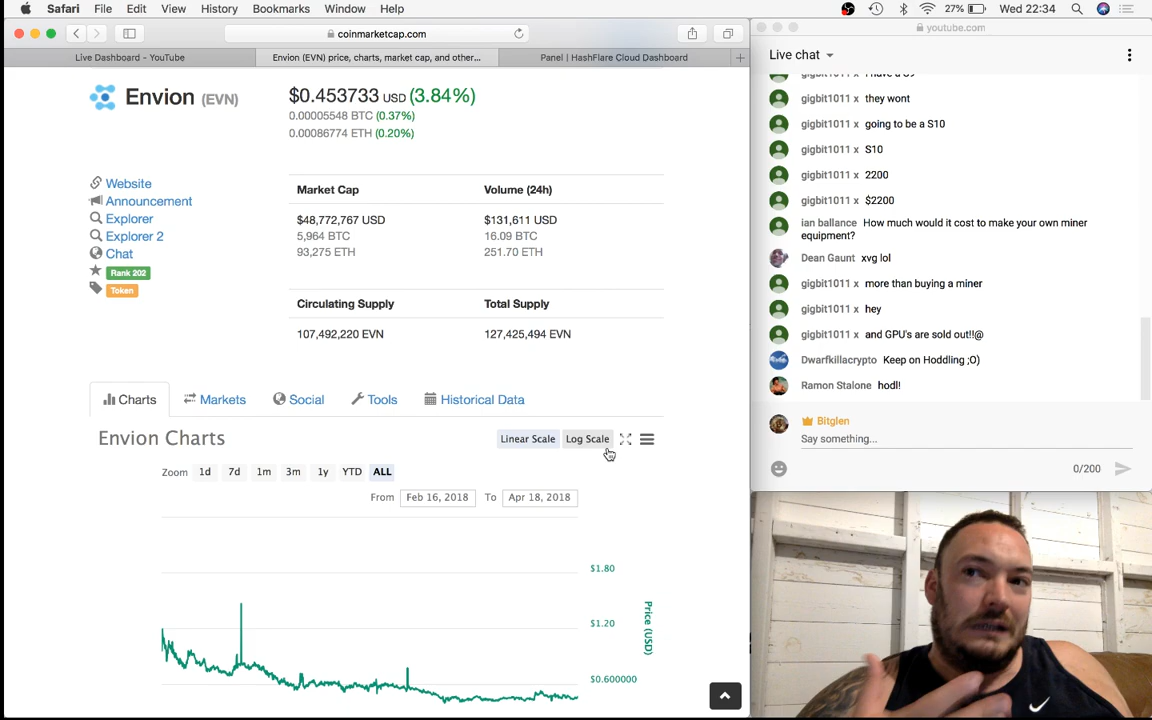 Safari File Edit View History Bookmarks Window Help
27% Wed 22:34
coinmarketcap.com
youtube.com
Live Dashboard - YouTube
Envion (EVN) price, charts, market cap, and other...
Panel | HashFlare Cloud Dashboard
Envion (EVN)
$0.453733 USD (3.84%)
0.00005548 BTC (0.37%)
0.00086774 ETH (0.20%)
Website
Announcement
Explorer
Explorer 2
Chat
Rank 202
Token
Market Cap
$48,772,767 USD
5,964 BTC
93,275 ETH
Volume (24h)
$131,611 USD
16.09 BTC
251.70 ETH
Circulating Supply
107,492,220 EVN
Total Supply
127,425,494 EVN
Charts Markets Social Tools Historical Data
Envion Charts
Linear Scale Log Scale
Zoom 1d 7d 1m 3m 1y YTD ALL
From Feb 16, 2018 To Apr 18, 2018
$1.80
$1.20
$0.600000
Price (USD)
Live chat
gigbit1011 x they wont
gigbit1011 x going to be a S10
gigbit1011 x S10
gigbit1011 x 2200
gigbit1011 x $2200
ian ballance How much would it cost to make your own miner
equipment?
Dean Gaunt xvg lol
gigbit1011 x more than buying a miner
gigbit1011 x hey
gigbit1011 x and GPU's are sold out!!@
Dwarfkillacrypto Keep on Hoddling ;O)
Ramon Stalone hodl!
Bitglen
Say something...
0/200